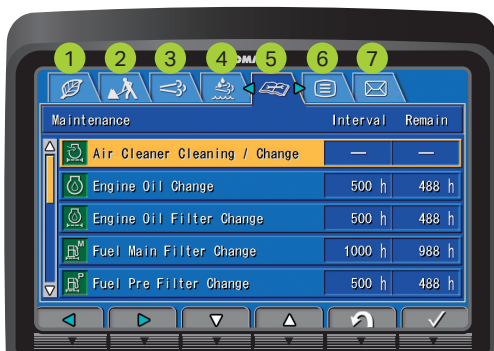 1 2 3 4 5 6 7
Maintenance Interval Remain
Air Cleaner Cleaning / Change — —
Engine Oil Change 500 h 488 h
Engine Oil Filter Change 500 h 488 h
M Fuel Main Filter Change 1000 h 988 h
P Fuel Pre Filter Change 500 h 488 h